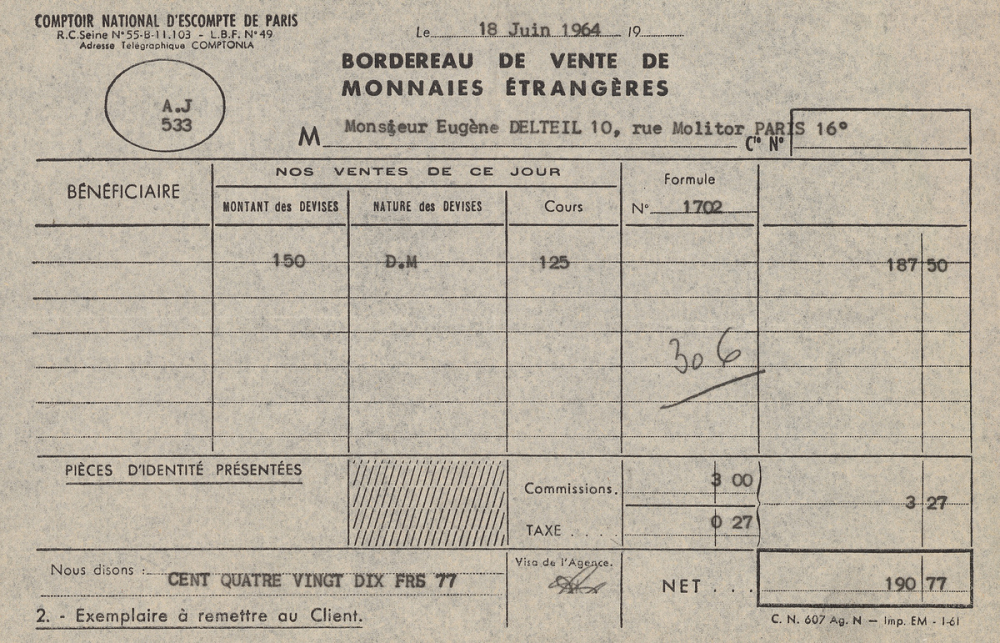 COMPTOIR NATIONAL D'ESCOMPTE DE PARIS
R.C.Seine N° 55-B-11.103 - L.B.F. N° 49
Adresse Télégraphique COMPTONIA
Le 18 Juin 1964 19
BORDEREAU DE VENTE DE
MONNAIES ÉTRANGÈRES
A.J
533
M Monsieur Eugène DELTEIL 10, rue Molitor PARIS 16°
Cte N°
BÉNÉFICIAIRE
NOS VENTES DE CE JOUR
MONTANT des DEVISES NATURE des DEVISES Cours
Formule
N° 1702
150 D.M 125 187 50
306
PIÈCES D'IDENTITÉ PRÉSENTÉES
Commissions. 3 00
3 27
TAXE . . . . 0 27
Nous disons : CENT QUATRE VINGT DIX FRS 77
Visa de l'Agence.
NET . . . 190 77
2. - Exemplaire à remettre au Client.
C. N. 607 Ag. N — Imp. EM - 1-61